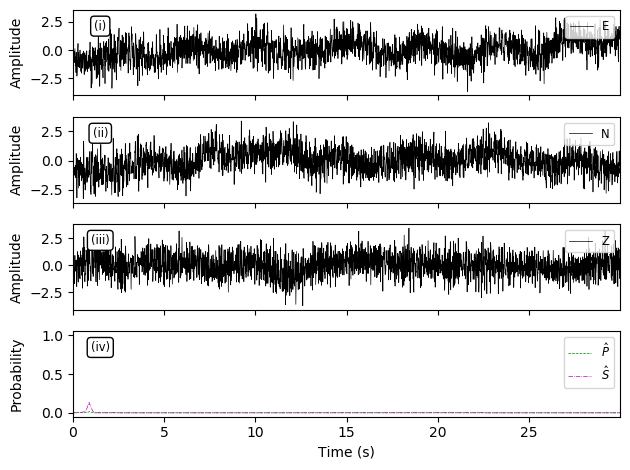 Amplitude
2.5
0.0
−2.5
(i)
E
Amplitude
2.5
0.0
−2.5
(ii)
N
Amplitude
2.5
0.0
−2.5
(iii)
Z
Probability
1.0
0.5
0.0
(iv)
P̂
Ŝ
0 5 10 15 20 25
Time (s)